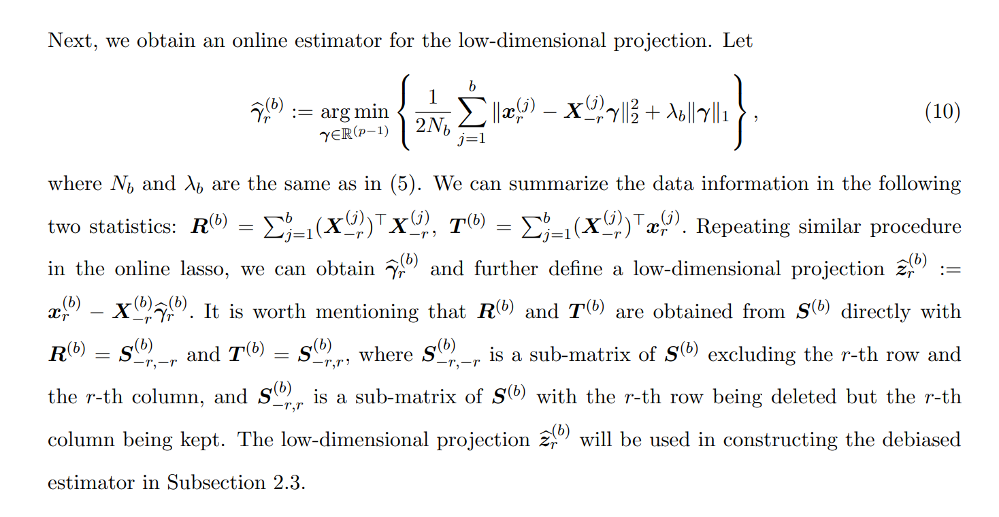 Next, we obtain an online estimator for the low-dimensional projection. Let
$$\widehat{\boldsymbol{\gamma}}_r^{(b)} := \underset{\boldsymbol{\gamma} \in \mathbb{R}^{(p-1)}}{\arg\min} \left\{ \frac{1}{2N_b} \sum_{j=1}^{b} \|\boldsymbol{x}_r^{(j)} - \boldsymbol{X}_{-r}^{(j)} \boldsymbol{\gamma}\|_2^2 + \lambda_b \|\boldsymbol{\gamma}\|_1 \right\}, \quad (10)$$
where $N_b$ and $\lambda_b$ are the same as in (5). We can summarize the data information in the following
two statistics: $\boldsymbol{R}^{(b)} = \sum_{j=1}^{b} (\boldsymbol{X}_{-r}^{(j)})^\top \boldsymbol{X}_{-r}^{(j)}$, $\boldsymbol{T}^{(b)} = \sum_{j=1}^{b} (\boldsymbol{X}_{-r}^{(j)})^\top \boldsymbol{x}_r^{(j)}$. Repeating similar procedure
in the online lasso, we can obtain $\widehat{\boldsymbol{\gamma}}_r^{(b)}$ and further define a low-dimensional projection $\widehat{\boldsymbol{z}}_r^{(b)} :=$
$\boldsymbol{x}_r^{(b)} - \boldsymbol{X}_{-r}^{(b)} \widehat{\boldsymbol{\gamma}}_r^{(b)}$. It is worth mentioning that $\boldsymbol{R}^{(b)}$ and $\boldsymbol{T}^{(b)}$ are obtained from $\boldsymbol{S}^{(b)}$ directly with
$\boldsymbol{R}^{(b)} = \boldsymbol{S}_{-r,-r}^{(b)}$ and $\boldsymbol{T}^{(b)} = \boldsymbol{S}_{-r,r}^{(b)}$, where $\boldsymbol{S}_{-r,-r}^{(b)}$ is a sub-matrix of $\boldsymbol{S}^{(b)}$ excluding the $r$-th row and
the $r$-th column, and $\boldsymbol{S}_{-r,r}^{(b)}$ is a sub-matrix of $\boldsymbol{S}^{(b)}$ with the $r$-th row being deleted but the $r$-th
column being kept. The low-dimensional projection $\widehat{\boldsymbol{z}}_r^{(b)}$ will be used in constructing the debiased
estimator in Subsection 2.3.